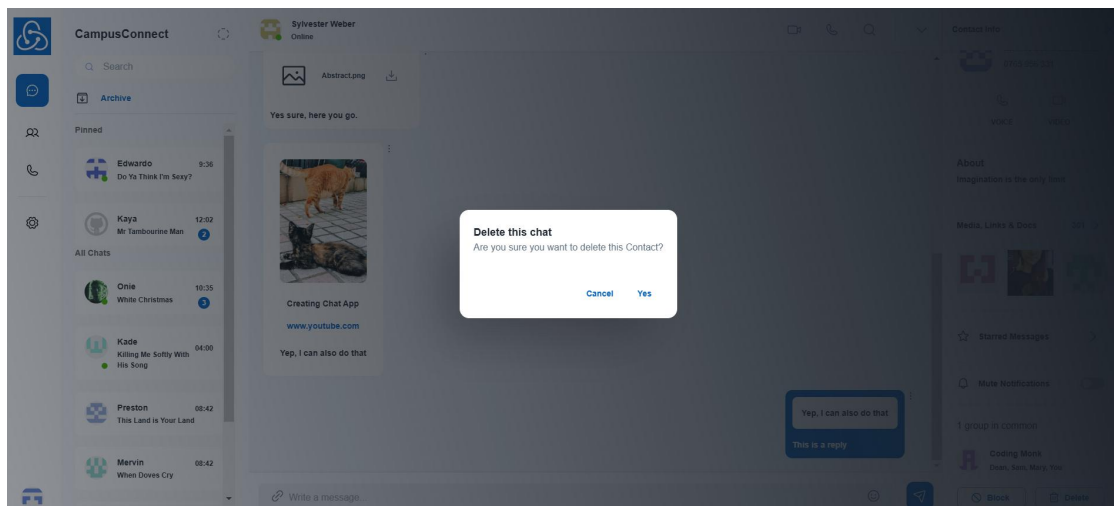 CampusConnect
Search
Archive
Pinned
Edwardo 9:36
Do Ya Think I'm Sexy?
Kaya 12:02
Mr Tambourine Man 2
All Chats
Onie 10:35
White Christmas 3
Kade 04:00
Killing Me Softly With
His Song
Preston 08:42
This Land is Your Land
Mervin 08:42
When Doves Cry
Sylvester Weber
Online
Abstract.png
Yes sure, here you go.
Creating Chat App
www.youtube.com
Yep, I can also do that
Yep, I can also do that
This is a reply
Write a message...
Delete this chat
Are you sure you want to delete this Contact?
Cancel Yes
Contact Info
VOICE VIDEO
About
Imagination is the only limit
Media, Links & Docs
Starred Messages
Mute Notifications
1 group in common
Coding Monk
Block Delete